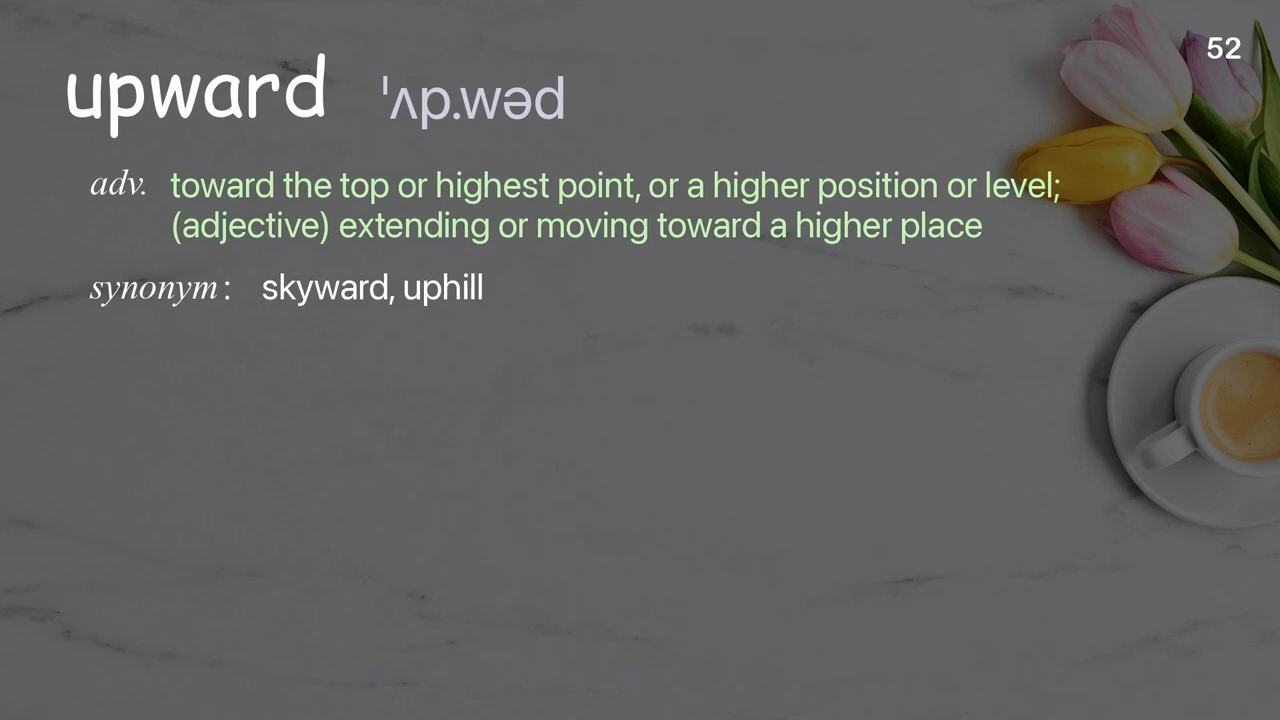 52
upward ˈʌp.wəd
adv. toward the top or highest point, or a higher position or level;
(adjective) extending or moving toward a higher place
synonym : skyward, uphill